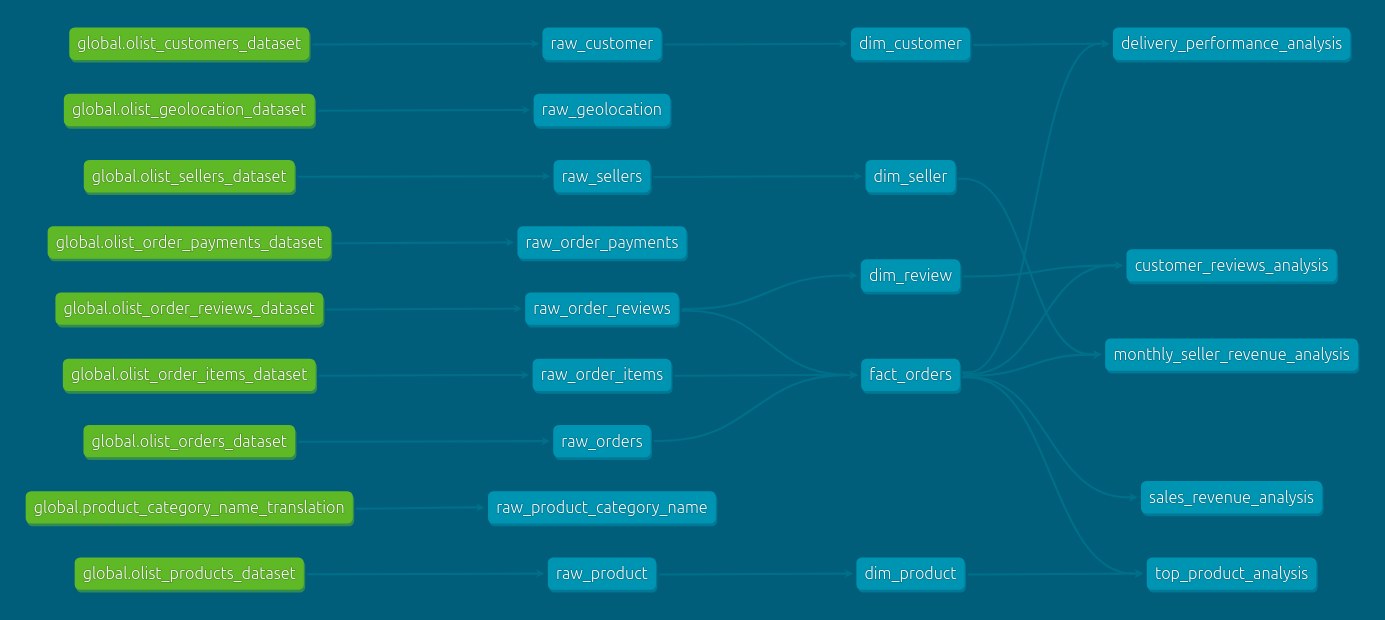 global.olist_customers_dataset
raw_customer
dim_customer
delivery_performance_analysis
global.olist_geolocation_dataset
raw_geolocation
global.olist_sellers_dataset
raw_sellers
dim_seller
global.olist_order_payments_dataset
raw_order_payments
customer_reviews_analysis
dim_review
global.olist_order_reviews_dataset
raw_order_reviews
monthly_seller_revenue_analysis
global.olist_order_items_dataset
raw_order_items
fact_orders
global.olist_orders_dataset
raw_orders
sales_revenue_analysis
global.product_category_name_translation
raw_product_category_name
global.olist_products_dataset
raw_product
dim_product
top_product_analysis